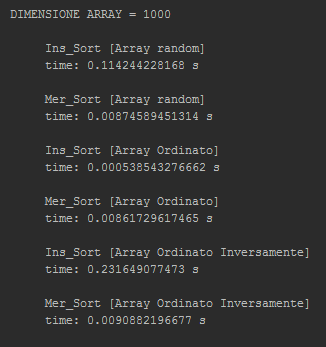 DIMENSIONE ARRAY = 1000
Ins_Sort [Array random]
time: 0.114244228168 s
Mer_Sort [Array random]
time: 0.00874589451314 s
Ins_Sort [Array Ordinato]
time: 0.000538543276662 s
Mer_Sort [Array Ordinato]
time: 0.00861729617465 s
Ins_Sort [Array Ordinato Inversamente]
time: 0.231649077473 s
Mer_Sort [Array Ordinato Inversamente]
time: 0.0090882196677 s